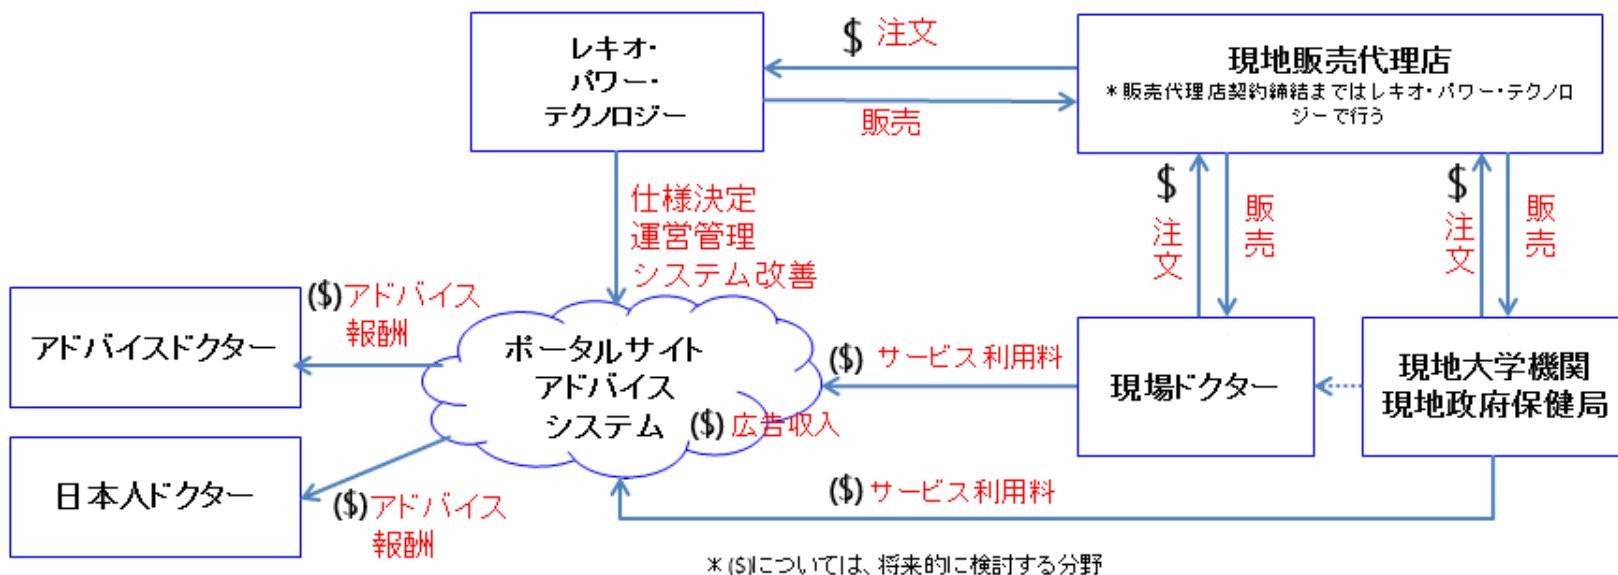 レキオ・
パワー・
テクノロジー
$ 注文
販売
現地販売代理店
＊販売代理店契約締結まではレキオ・パワー・テクノロ
ジーで行う
仕様決定
運営管理
システム改善
$
注文
販売
$
注文
販売
アドバイスドクター
($)アドバイス
報酬
ポータルサイト
アドバイス
システム
($) 広告収入
($) サービス利用料
現場ドクター
現地大学機関
現地政府保健局
日本人ドクター
($)アドバイス
報酬
($) サービス利用料
＊($)については、将来的に検討する分野